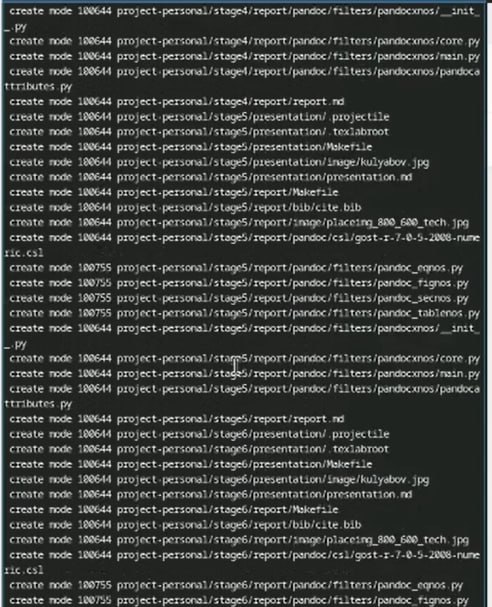 create mode 100644 project-personal/stage4/report/pandoc/filters/pandocxnos/__init_
_.py
create mode 100644 project-personal/stage4/report/pandoc/filters/pandocxnos/core.py
create mode 100644 project-personal/stage4/report/pandoc/filters/pandocxnos/main.py
create mode 100644 project-personal/stage4/report/pandoc/filters/pandocxnos/pandoca
ttributes.py
create mode 100644 project-personal/stage4/report/report.md
create mode 100644 project-personal/stage5/presentation/.projectile
create mode 100644 project-personal/stage5/presentation/.texlabroot
create mode 100644 project-personal/stage5/presentation/Makefile
create mode 100644 project-personal/stage5/presentation/image/kulyabov.jpg
create mode 100644 project-personal/stage5/presentation/presentation.md
create mode 100644 project-personal/stage5/report/Makefile
create mode 100644 project-personal/stage5/report/bib/cite.bib
create mode 100644 project-personal/stage5/report/image/placeimg_800_600_tech.jpg
create mode 100644 project-personal/stage5/report/pandoc/csl/gost-r-7-0-5-2008-nume
ric.csl
create mode 100755 project-personal/stage5/report/pandoc/filters/pandoc_eqnos.py
create mode 100755 project-personal/stage5/report/pandoc/filters/pandoc_fignos.py
create mode 100755 project-personal/stage5/report/pandoc/filters/pandoc_secnos.py
create mode 100755 project-personal/stage5/report/pandoc/filters/pandoc_tablenos.py
create mode 100644 project-personal/stage5/report/pandoc/filters/pandocxnos/__init_
_.py
create mode 100644 project-personal/stage5/report/pandoc/filters/pandocxnos/core.py
create mode 100644 project-personal/stage5/report/pandoc/filters/pandocxnos/main.py
create mode 100644 project-personal/stage5/report/pandoc/filters/pandocxnos/pandoca
ttributes.py
create mode 100644 project-personal/stage5/report/report.md
create mode 100644 project-personal/stage6/presentation/.projectile
create mode 100644 project-personal/stage6/presentation/.texlabroot
create mode 100644 project-personal/stage6/presentation/Makefile
create mode 100644 project-personal/stage6/presentation/image/kulyabov.jpg
create mode 100644 project-personal/stage6/presentation/presentation.md
create mode 100644 project-personal/stage6/report/Makefile
create mode 100644 project-personal/stage6/report/bib/cite.bib
create mode 100644 project-personal/stage6/report/image/placeimg_800_600_tech.jpg
create mode 100644 project-personal/stage6/report/pandoc/csl/gost-r-7-0-5-2008-nume
ric.csl
create mode 100755 project-personal/stage6/report/pandoc/filters/pandoc_eqnos.py
create mode 100755 project-personal/stage6/report/pandoc/filters/pandoc_fignos.py